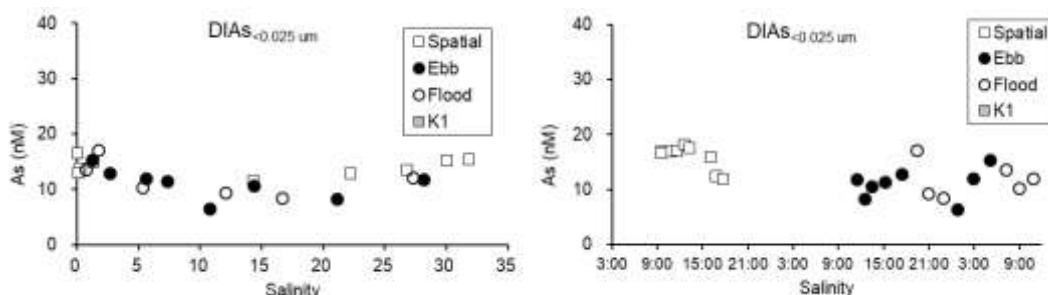 DIAs<0.025 um
As (nM)
40
30
20
10
0
Spatial
Ebb
Flood
K1
0 5 10 15 20 25 30 35
Salinity
DIAs<0.025 um
As (nM)
40
30
20
10
0
Spatial
Ebb
Flood
K1
3:00 9:00 15:00 21:00 3:00 9:00 15:00 21:00 3:00 9:00
Salinity